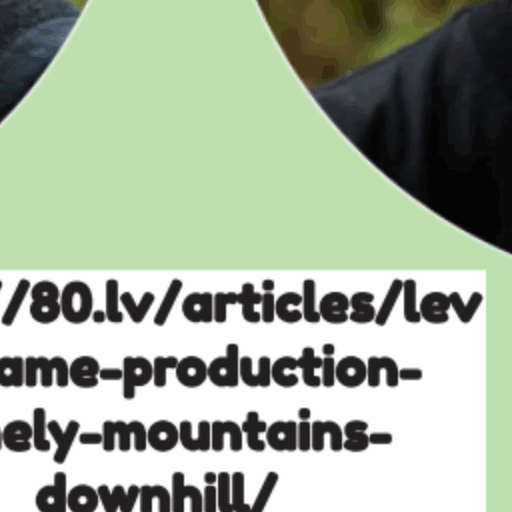 //80.lv/articles/lev
ame-production-
ely-mountains-
downhill/